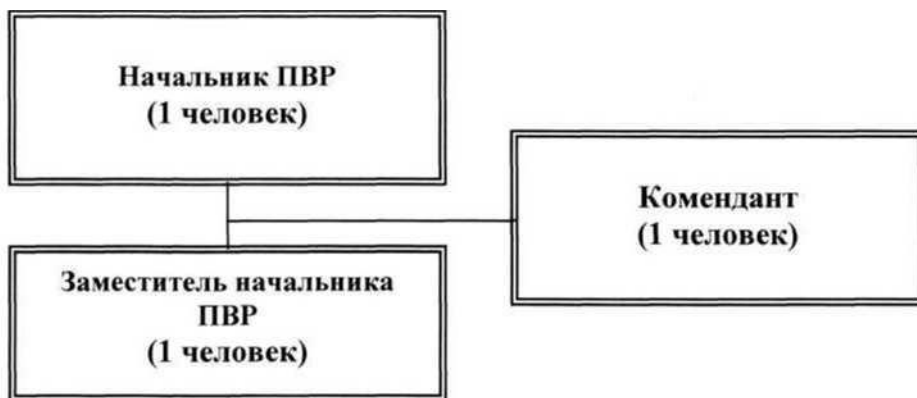 Начальник ПВР
(1 человек)
Комендант
(1 человек)
Заместитель начальника
ПВР
(1 человек)